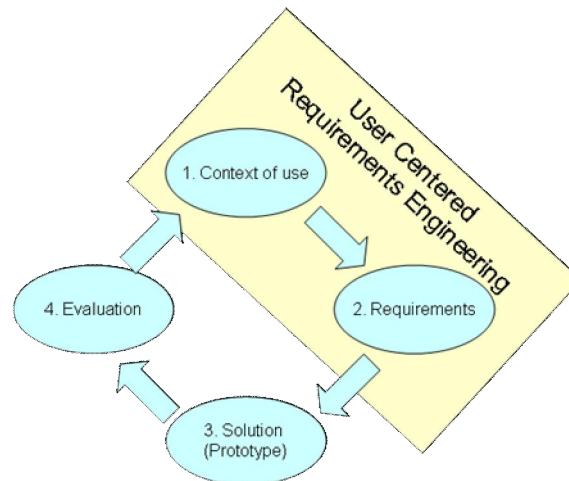 User Centered
Requirements Engineering
1. Context of use
2. Requirements
4. Evaluation
3. Solution
(Prototype)